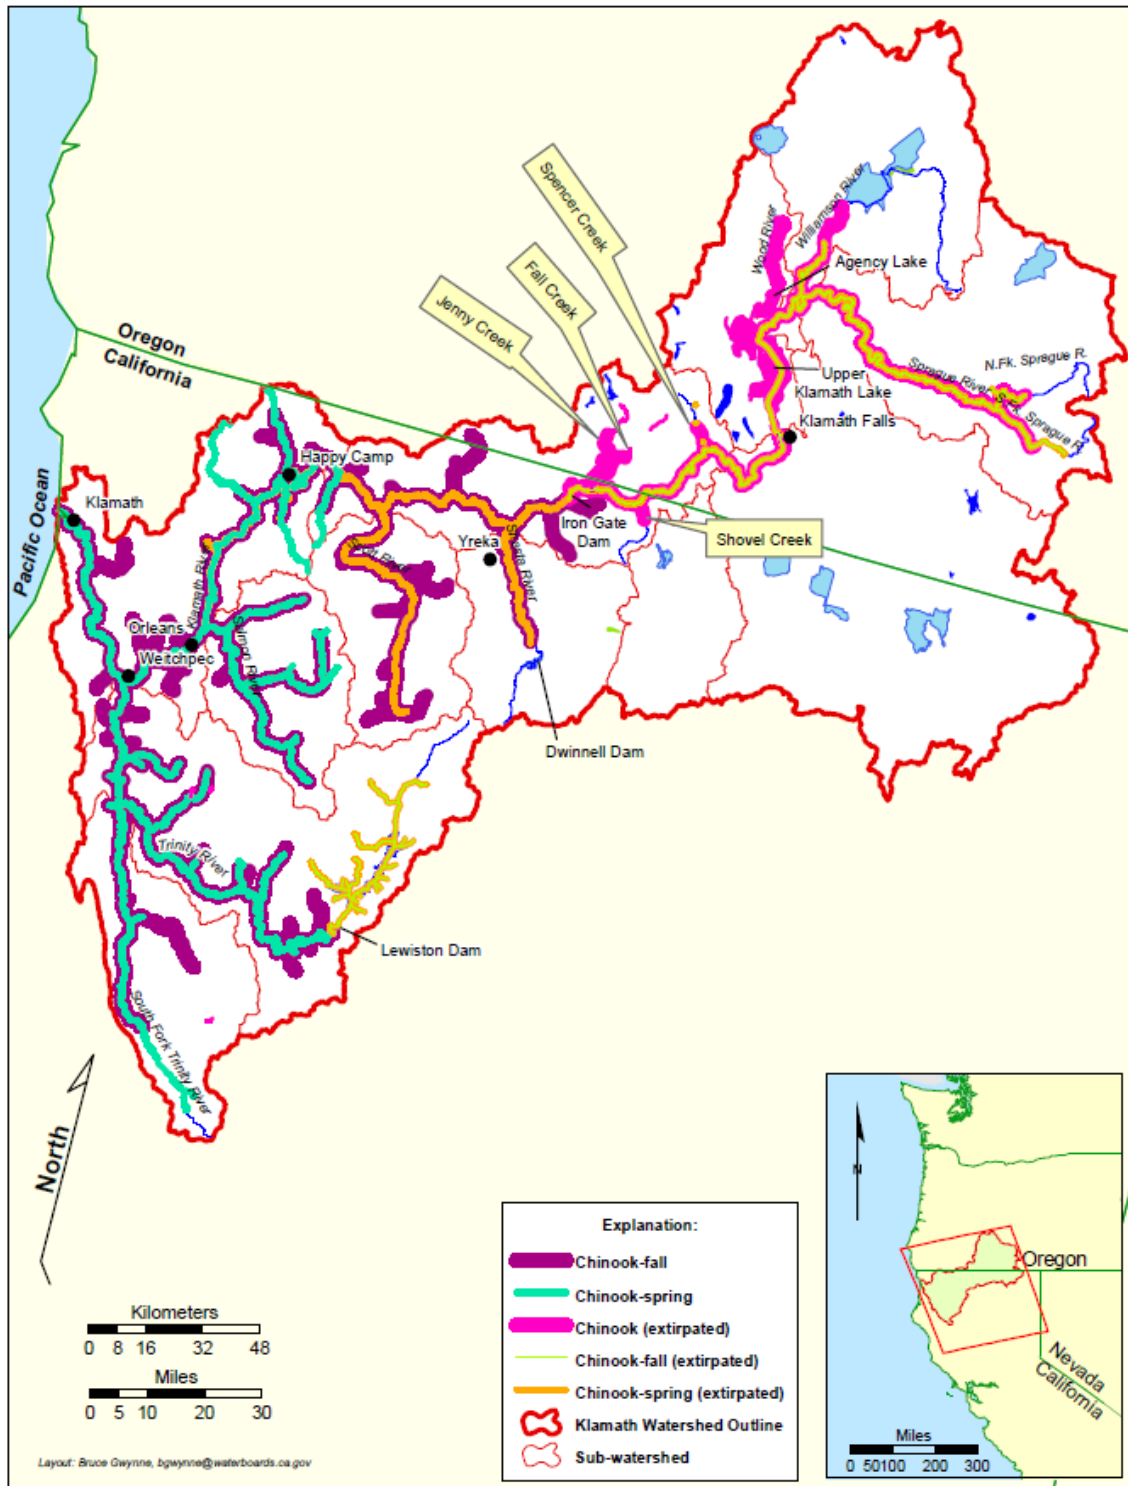 Spencer Creek
Fall Creek
Jenny Creek
Wood River
Williamson River
Agency Lake
Oregon
California
Sprague River
N.Fk. Sprague R.
S.Fk. Sprague R.
Upper
Klamath Lake
Klamath Falls
Happy Camp
Klamath
Pacific Ocean
Iron Gate
Dam
Shovel Creek
Yreka
Shasta River
Scott River
Klamath River
Orleans
Weitchpec
Salmon River
Dwinnell Dam
Trinity River
Lewiston Dam
South Fork Trinity River
North
Kilometers
0 8 16 32 48
Miles
0 5 10 20 30
Layout: Bruce Gwynne, bgwynne@waterboards.ca.gov
Explanation:
Chinook-fall
Chinook-spring
Chinook (extirpated)
Chinook-fall (extirpated)
Chinook-spring (extirpated)
Klamath Watershed Outline
Sub-watershed
N
Oregon
Nevada
California
Miles
0 50100 200 300